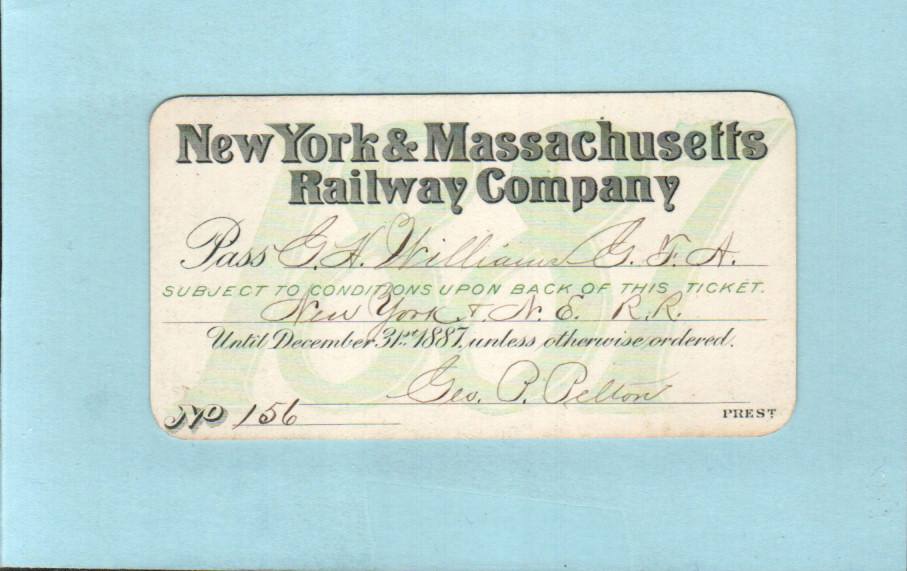 1887
New York & Massachusetts
Railway Company
Pass G. H. Williams G. F. A.
SUBJECT TO CONDITIONS UPON BACK OF THIS TICKET.
New York & N. E. R.R.
Until December 31st 1887, unless otherwise ordered.
Geo. P. Pelton
No 156
PREST